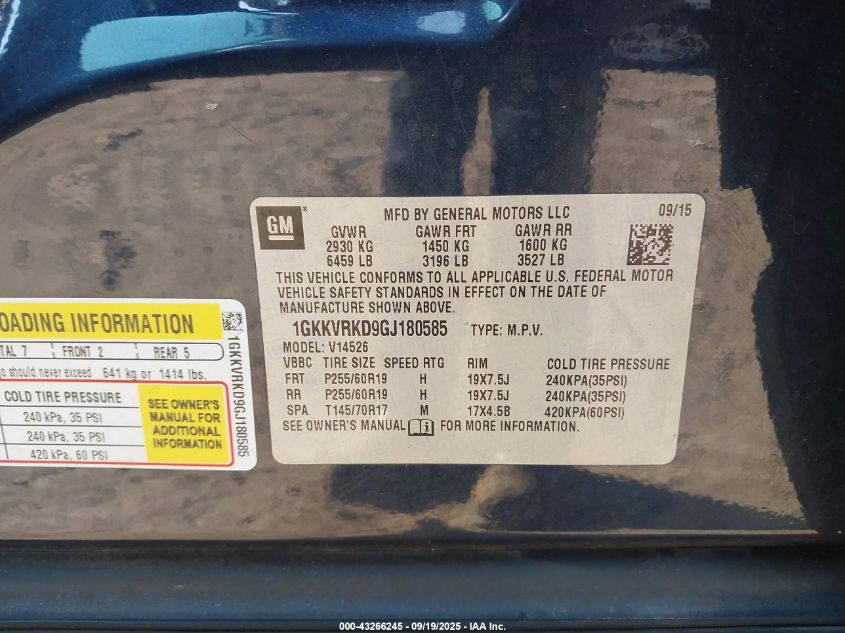 GM
MFD BY GENERAL MOTORS LLC 09/15
GVWR GAWR FRT GAWR RR
2930 KG 1450 KG 1600 KG
6459 LB 3196 LB 3527 LB
THIS VEHICLE CONFORMS TO ALL APPLICABLE U.S. FEDERAL MOTOR
VEHICLE SAFETY STANDARDS IN EFFECT ON THE DATE OF
MANUFACTURE SHOWN ABOVE.
1GKKVRKD9GJ180585 TYPE: M.P.V.
MODEL: V14526
VBBC TIRE SIZE SPEED RTG RIM COLD TIRE PRESSURE
FRT P255/60R19 H 19X7.5J 240KPA(35PSI)
RR P255/60R19 H 19X7.5J 240KPA(35PSI)
SPA T145/70R17 M 17X4.5B 420KPA(60PSI)
SEE OWNER'S MANUAL i FOR MORE INFORMATION.
OADING INFORMATION
TAL 7 FRONT 2 REAR 5
go should never exceed 641 kg or 1414 lbs.
COLD TIRE PRESSURE
240 kPa, 35 PSI
240 kPa, 35 PSI
420 kPa, 60 PSI
SEE OWNER'S
MANUAL FOR
ADDITIONAL
INFORMATION
1GKKVRKD9GJ180585
000-43266245 - 09/19/2025 - IAA Inc.